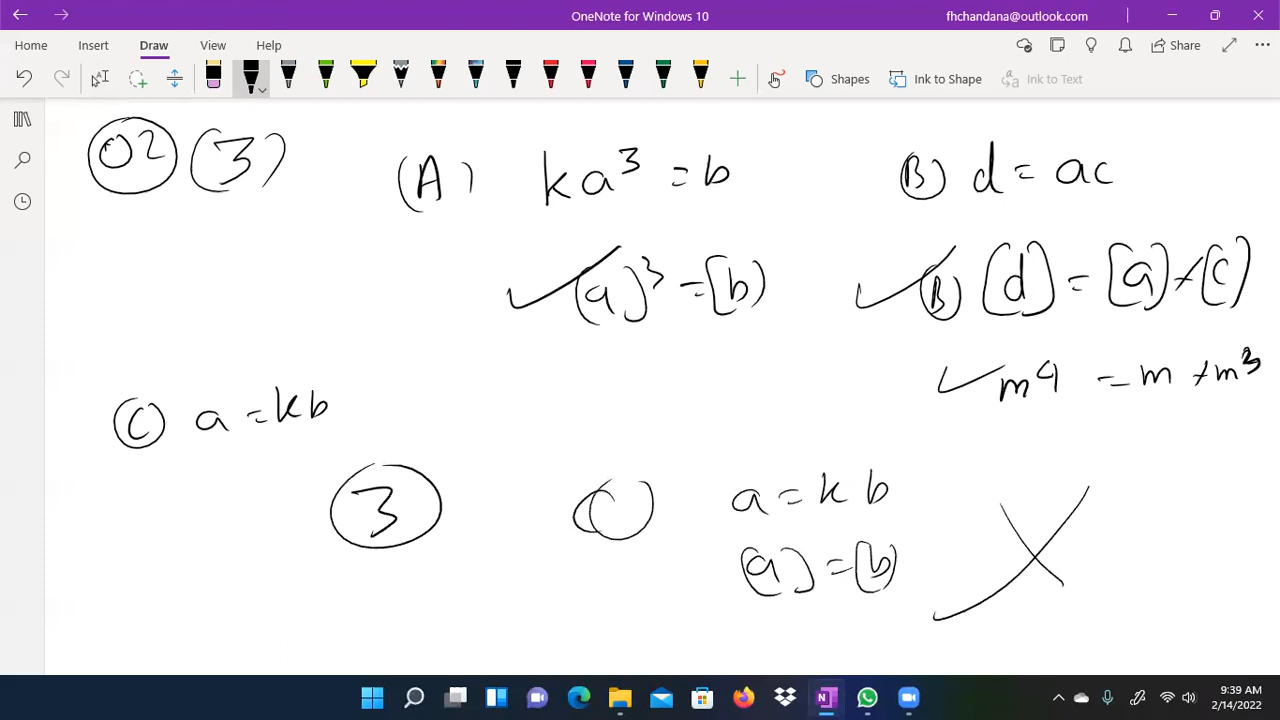 OneNote for Windows 10
fhchandana@outlook.com
Home Insert Draw View Help
Share
Shapes
Ink to Shape
Ink to Text
02 (3) (A) ka³ = b (B) d = ac
[a]³ = [b] (B) [d] = [a] × [c]
m⁴ = m × m³
(C) a = kb
3 C a = k b
[a] = [b]
9:39 AM
2/14/2022